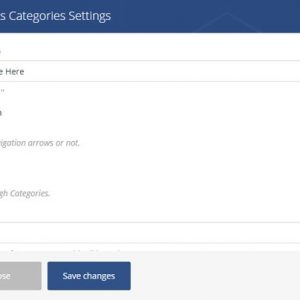 s Categories Settings
e Here
"
igation arrows or not.
gh Categories.
ose
Save changes